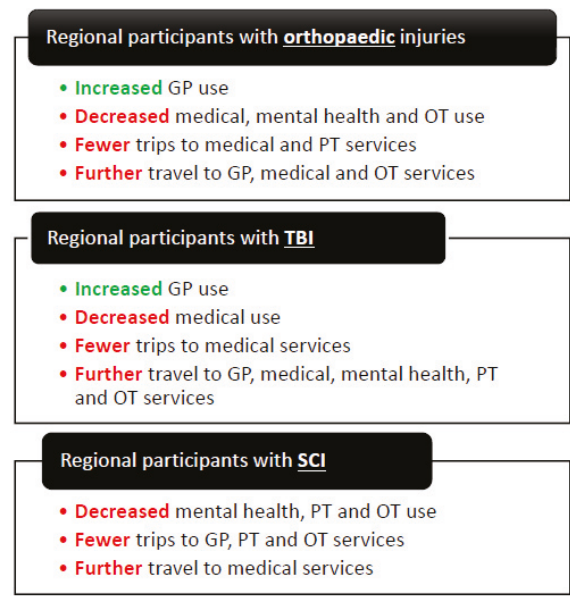 Regional participants with orthopaedic injuries
• Increased GP use
• Decreased medical, mental health and OT use
• Fewer trips to medical and PT services
• Further travel to GP, medical and OT services
Regional participants with TBI
• Increased GP use
• Decreased medical use
• Fewer trips to medical services
• Further travel to GP, medical, mental health, PT
and OT services
Regional participants with SCI
• Decreased mental health, PT and OT use
• Fewer trips to GP, PT and OT services
• Further travel to medical services